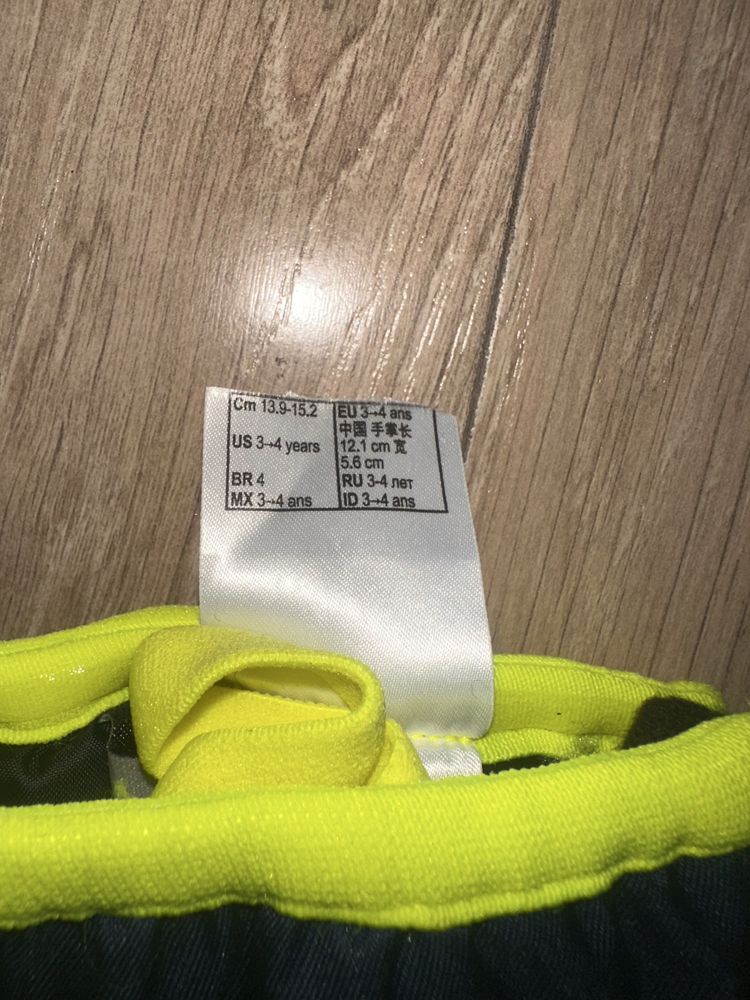 Cm 13.9-15.2
US 3→4 years
BR 4
MX 3→4 ans
EU 3→4 ans
中国 手掌长
12.1 cm 宽
5.6 cm
RU 3-4 лет
ID 3→4 ans